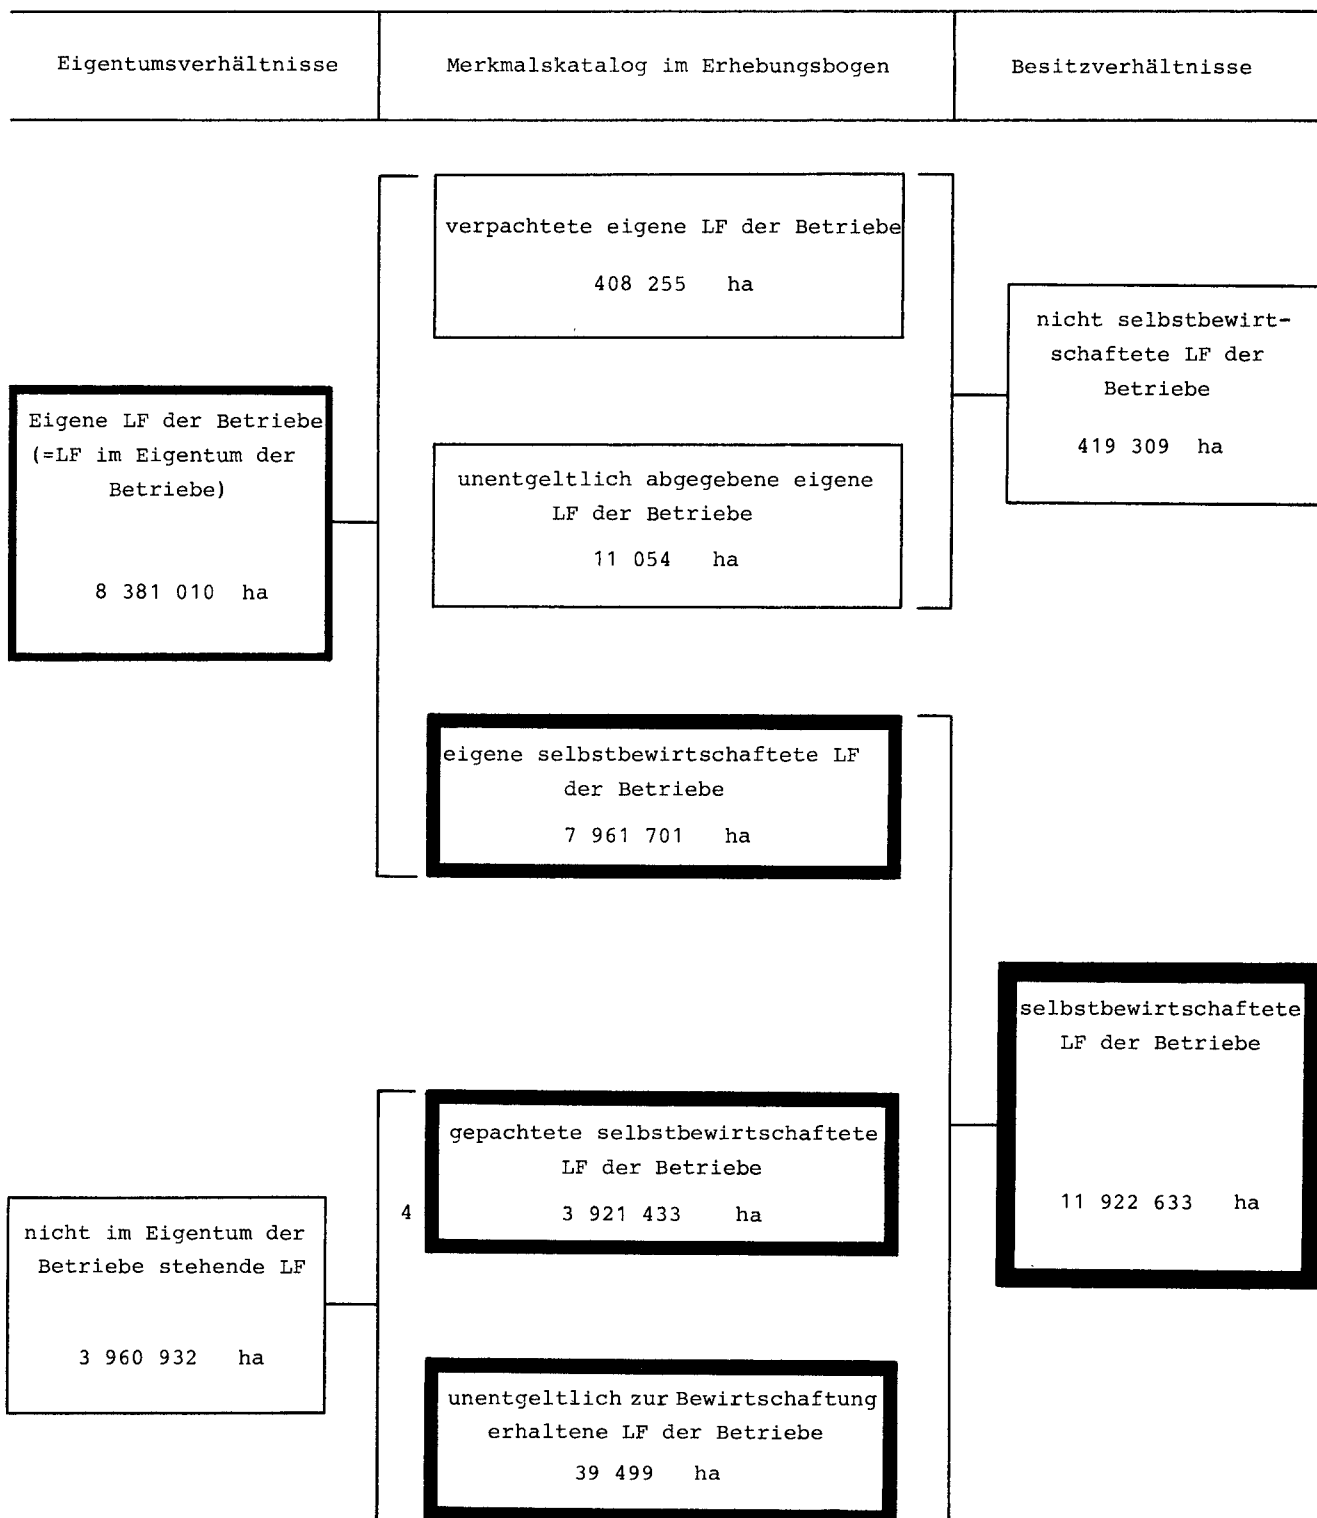 Eigentumsverhältnisse
Merkmalskatalog im Erhebungsbogen
Besitzverhältnisse
verpachtete eigene LF der Betriebe
408 255 ha
nicht selbstbewirt-
schaftete LF der
Betriebe
419 309 ha
Eigene LF der Betriebe
(=LF im Eigentum der
Betriebe)
8 381 010 ha
unentgeltlich abgegebene eigene
LF der Betriebe
11 054 ha
eigene selbstbewirtschaftete LF
der Betriebe
7 961 701 ha
selbstbewirtschaftete
LF der Betriebe
11 922 633 ha
4
gepachtete selbstbewirtschaftete
LF der Betriebe
3 921 433 ha
nicht im Eigentum der
Betriebe stehende LF
3 960 932 ha
unentgeltlich zur Bewirtschaftung
erhaltene LF der Betriebe
39 499 ha